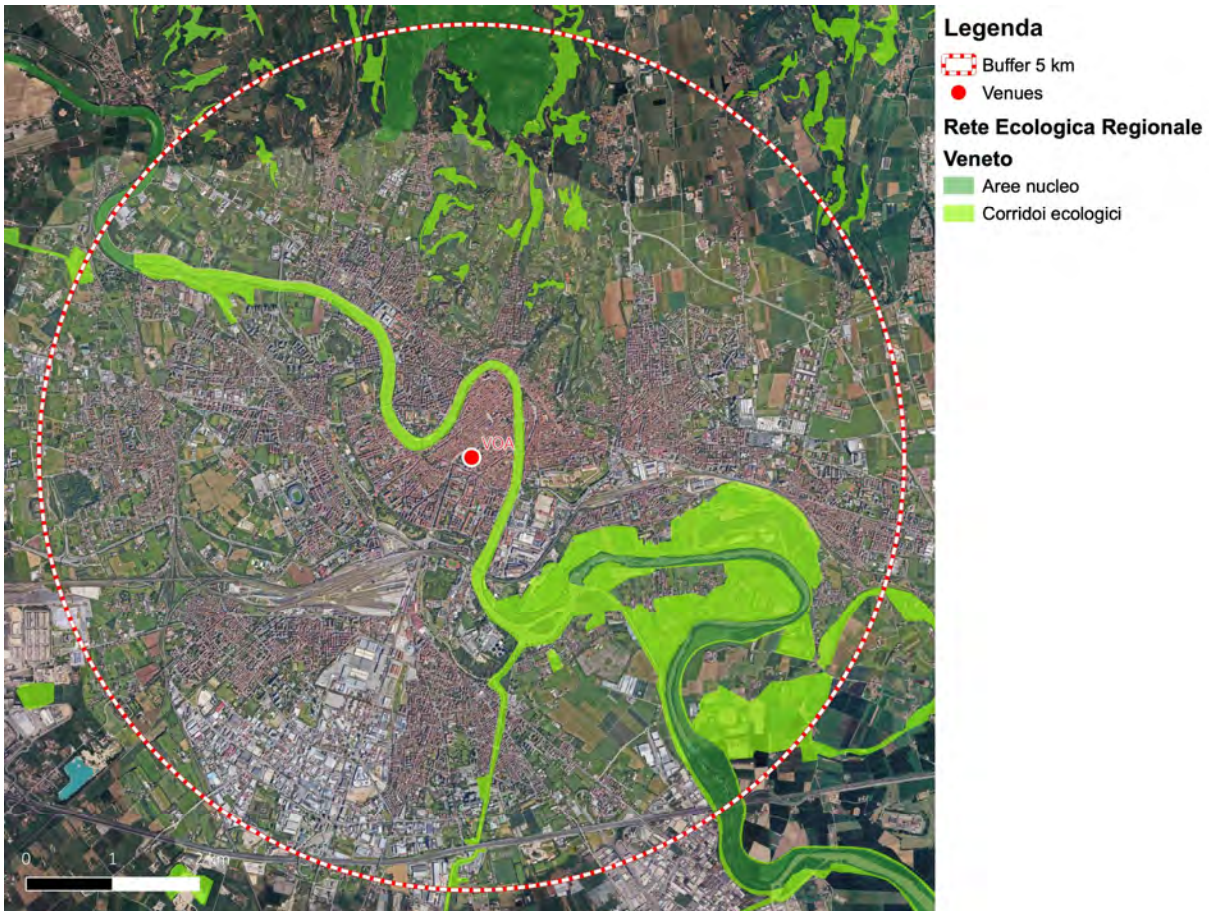 Legenda
Buffer 5 km
Venues
Rete Ecologica Regionale
Veneto
Aree nucleo
Corridoi ecologici
VOA
0 1 2 km